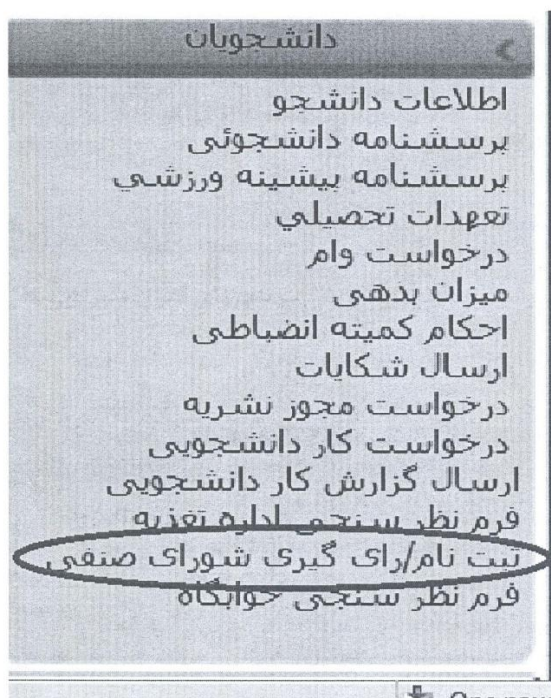 دانشجویان
اطلاعات دانشجو
پرسشنامه دانشجوئی
پرسشنامه پیشینه ورزشی
تعهدات تحصیلي
درخواست وام
میزان بدهی
احکام کمیته انضباطی
ارسال شکایات
درخواست مجوز نشریه
درخواست کار دانشجویی
ارسال گزارش کار دانشجویی
فرم نظر سنجی اداره تغذیه
ثبت نام/رای گیری شورای صنفی
فرم نظر سنجی خوابگاه